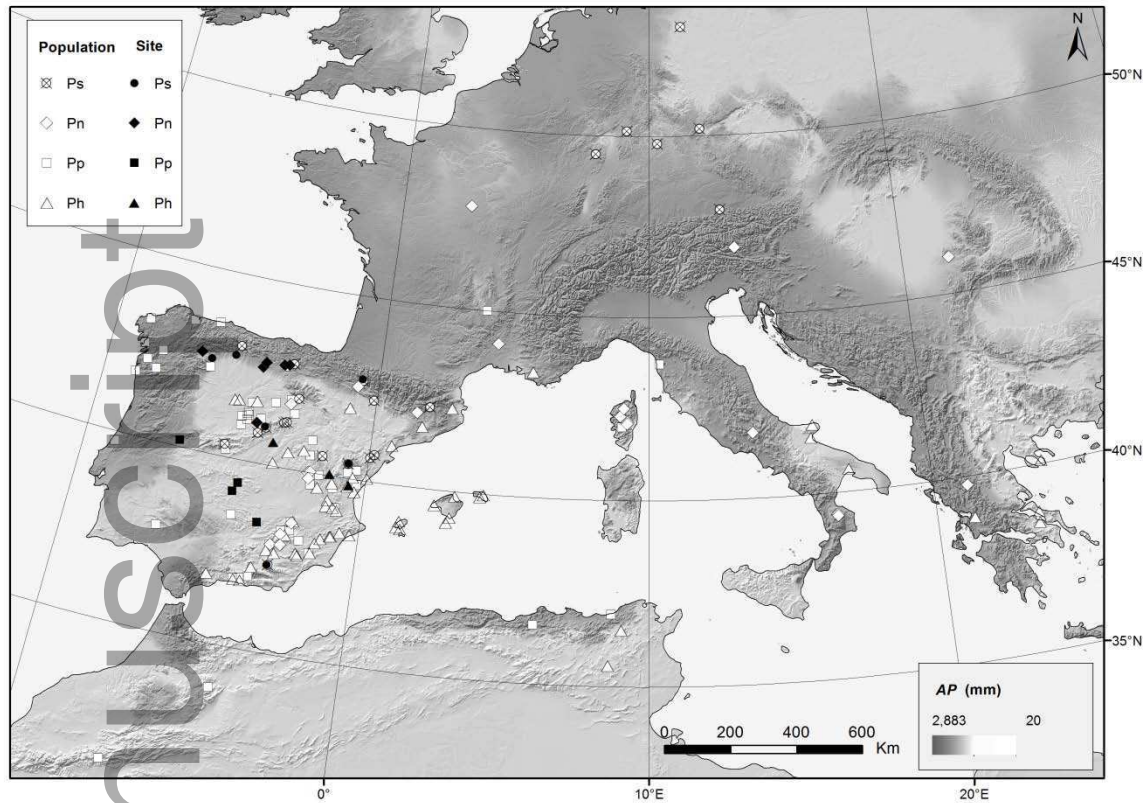 Population Site
Ps Ps
Pn Pn
Pp Pp
Ph Ph
N
50°N
45°N
40°N
35°N
AP (mm)
2,883 20
0 200 400 600
Km
0° 10°E 20°E
nuscript